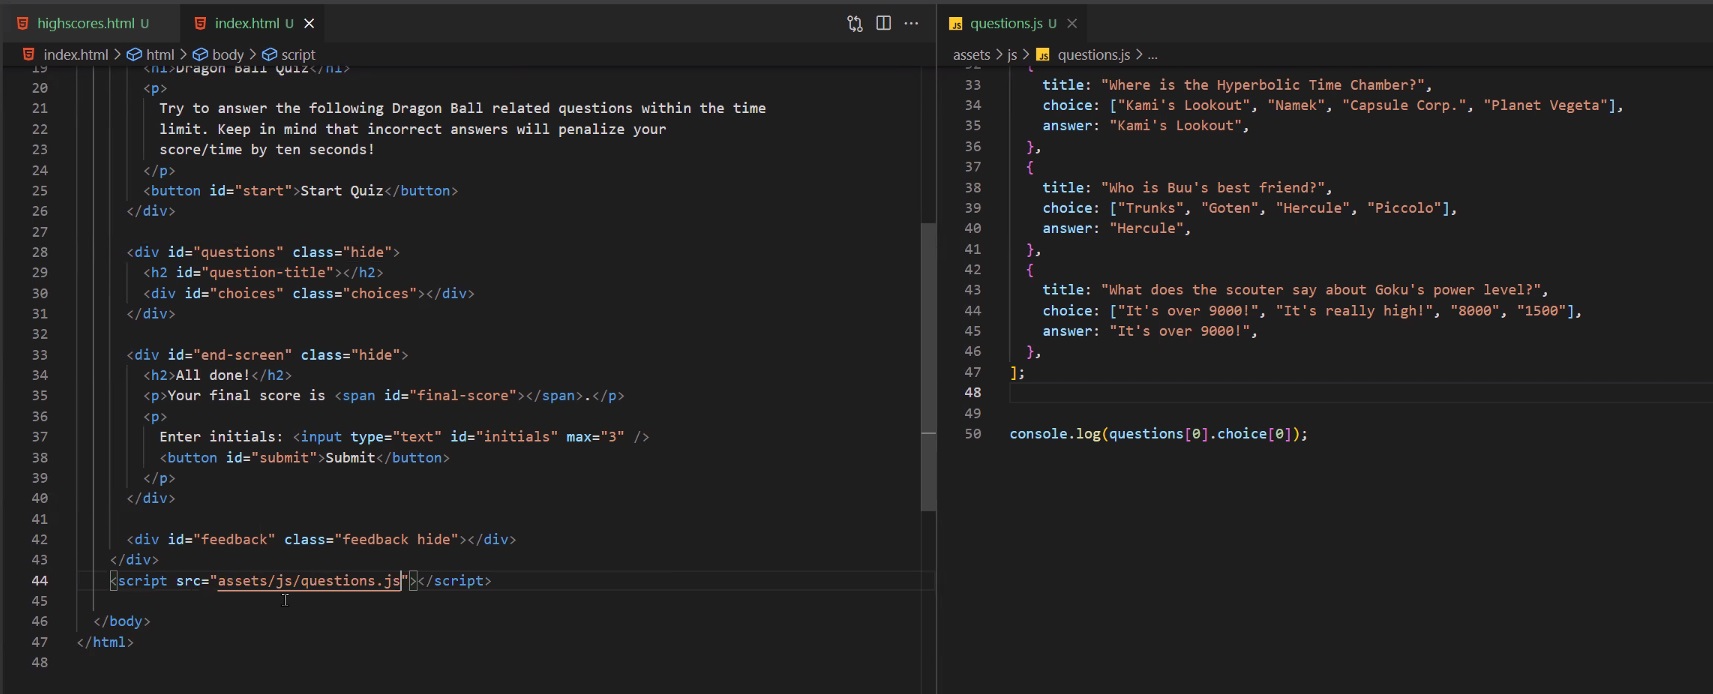 highscores.html U
index.html U
index.html > html > body > script
19 <h1>Dragon Ball Quiz</h1>
20 <p>
21 Try to answer the following Dragon Ball related questions within the time
22 limit. Keep in mind that incorrect answers will penalize your
23 score/time by ten seconds!
24 </p>
25 <button id="start">Start Quiz</button>
26 </div>
27
28 <div id="questions" class="hide">
29 <h2 id="question-title"></h2>
30 <div id="choices" class="choices"></div>
31 </div>
32
33 <div id="end-screen" class="hide">
34 <h2>All done!</h2>
35 <p>Your final score is <span id="final-score"></span>.</p>
36 <p>
37 Enter initials: <input type="text" id="initials" max="3" />
38 <button id="submit">Submit</button>
39 </p>
40 </div>
41
42 <div id="feedback" class="feedback hide"></div>
43 </div>
44 <script src="assets/js/questions.js"></script>
45
46 </body>
47 </html>
48
JS questions.js U
assets > js > JS questions.js > ...
32 {
33 title: "Where is the Hyperbolic Time Chamber?",
34 choice: ["Kami's Lookout", "Namek", "Capsule Corp.", "Planet Vegeta"],
35 answer: "Kami's Lookout",
36 },
37 {
38 title: "Who is Buu's best friend?",
39 choice: ["Trunks", "Goten", "Hercule", "Piccolo"],
40 answer: "Hercule",
41 },
42 {
43 title: "What does the scouter say about Goku's power level?",
44 choice: ["It's over 9000!", "It's really high!", "8000", "1500"],
45 answer: "It's over 9000!",
46 },
47 ];
48
49
50 console.log(questions[0].choice[0]);